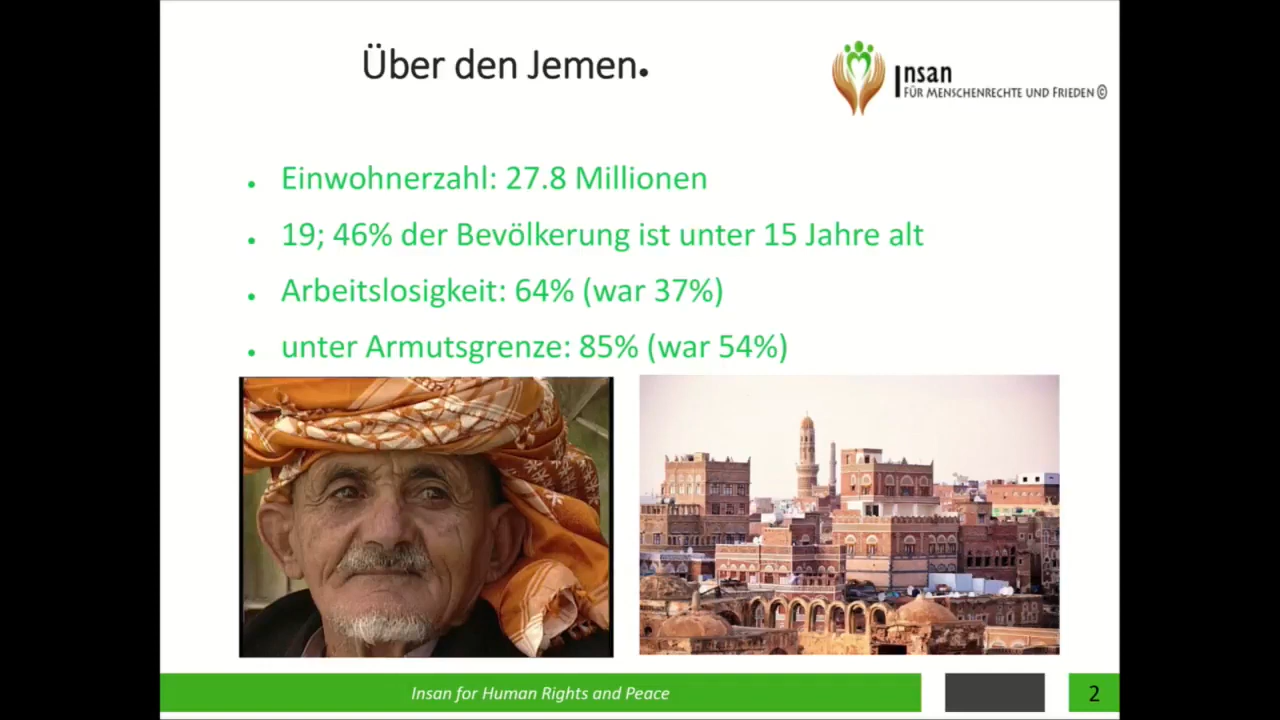 Über den Jemen.
Insan
FÜR MENSCHENRECHTE UND FRIEDEN ©
• Einwohnerzahl: 27.8 Millionen
• 19; 46% der Bevölkerung ist unter 15 Jahre alt
• Arbeitslosigkeit: 64% (war 37%)
• unter Armutsgrenze: 85% (war 54%)
Insan for Human Rights and Peace
2